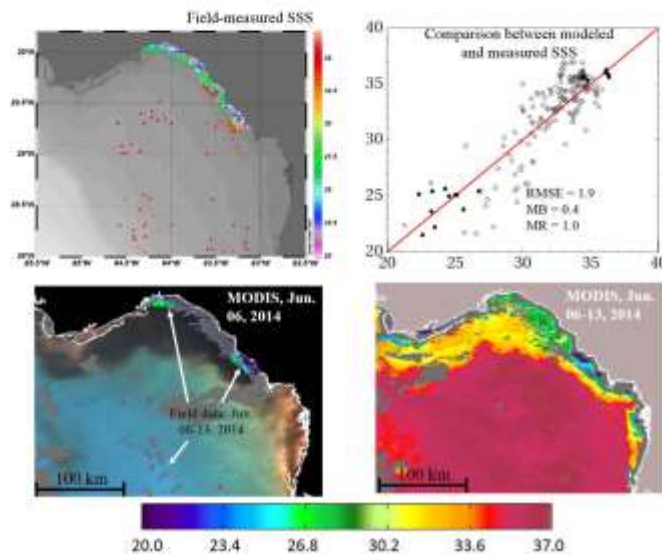 Field-measured SSS
40
35
30
25
20
20
25
30
35
40
Comparison between modeled
and measured SSS
RMSE = 1.9
MB = 0.4
MR = 1.0
MODIS, Jun.
06, 2014
Field data: Jun.
06-13, 2014
100 km
MODIS, Jun.
06-13, 2014
100 km
20.0 23.4 26.8 30.2 33.6 37.0